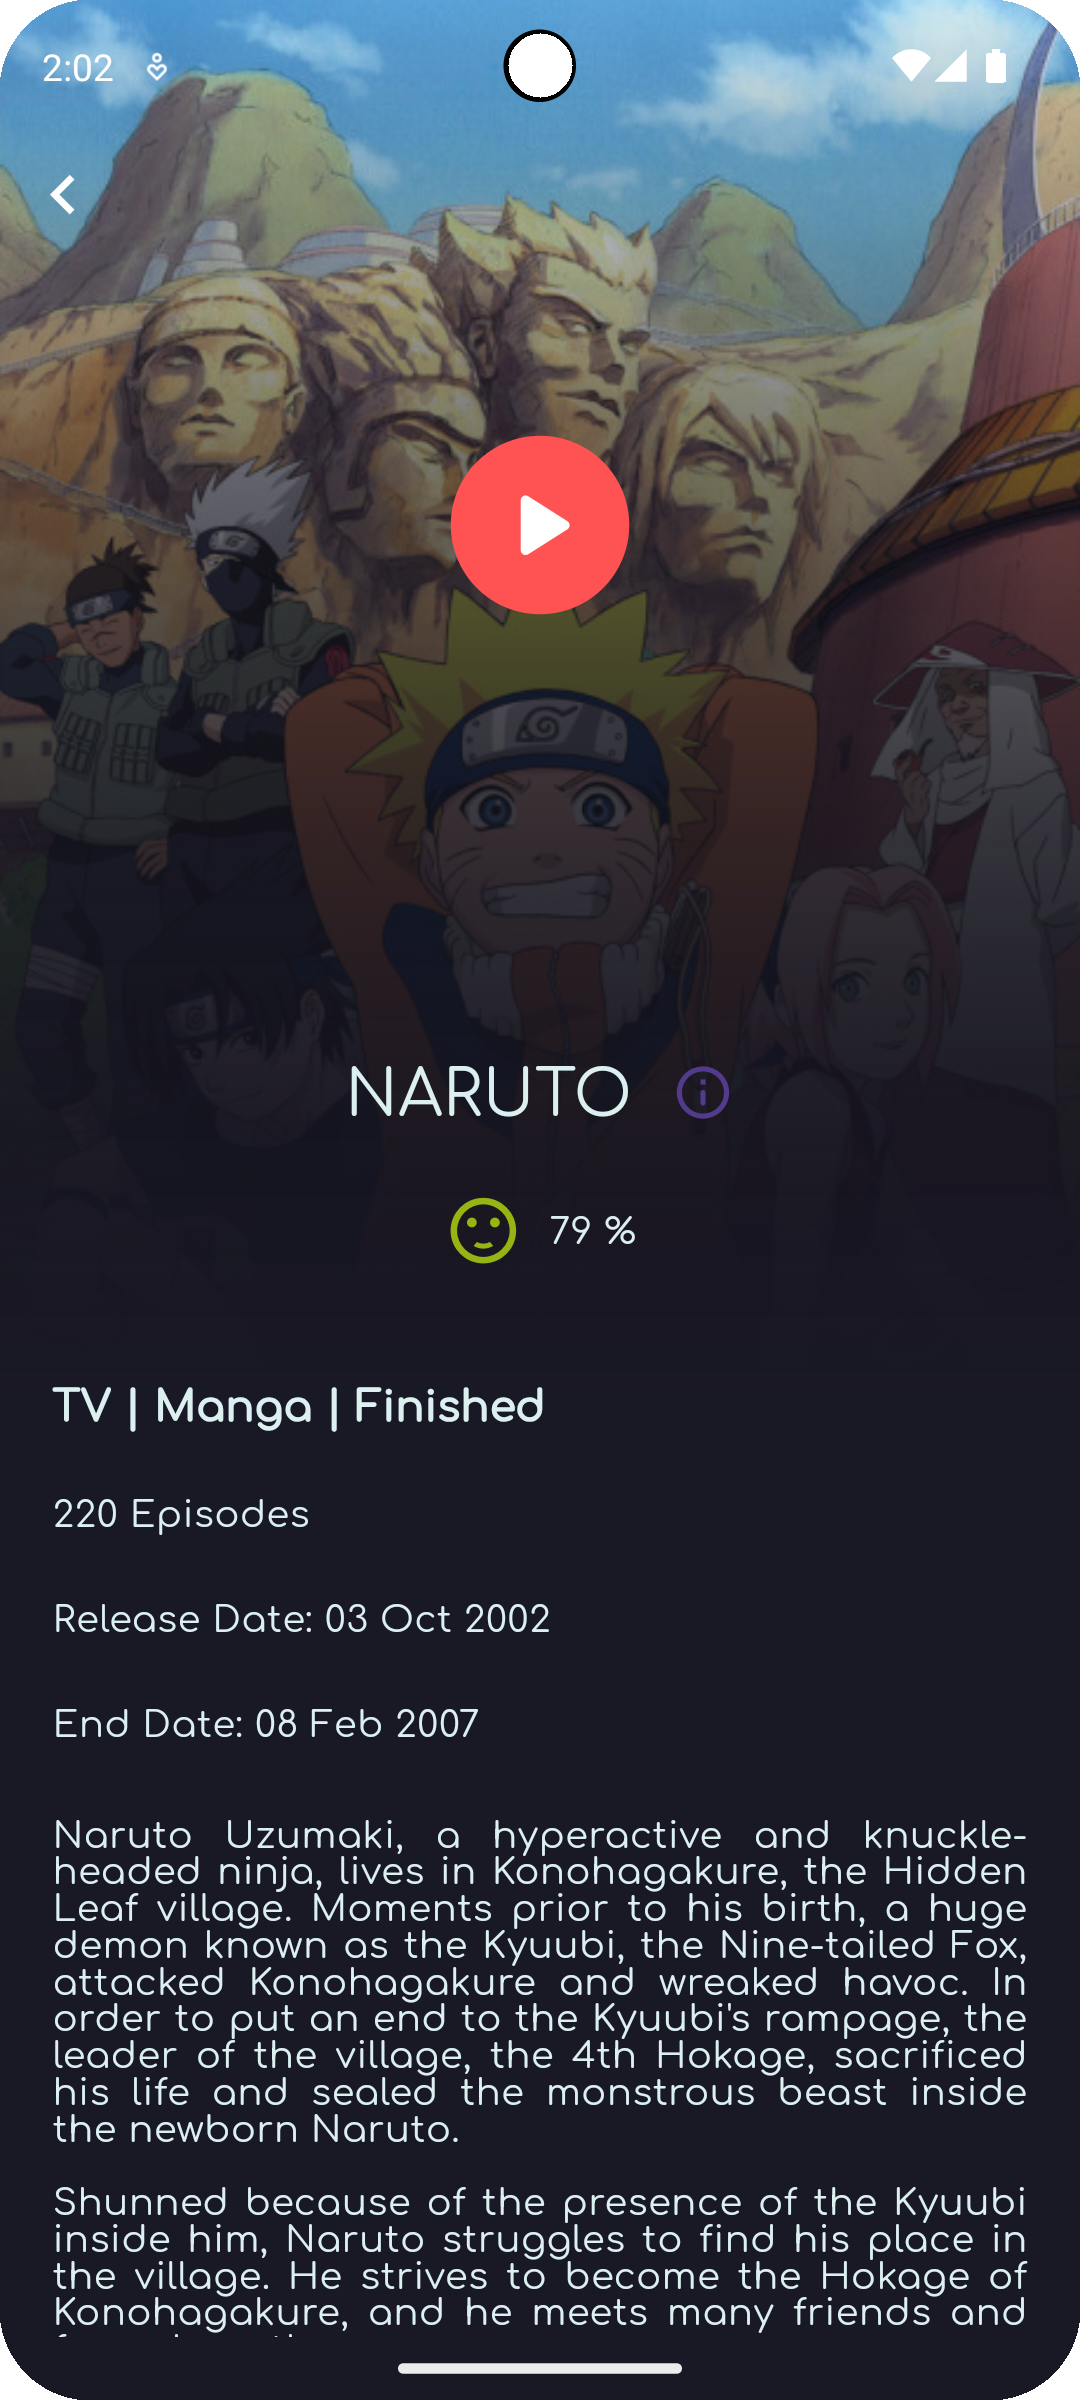 2:02
NARUTO
79 %
TV | Manga | Finished
220 Episodes
Release Date: 03 Oct 2002
End Date: 08 Feb 2007
Naruto Uzumaki, a hyperactive and knuckle-
headed ninja, lives in Konohagakure, the Hidden
Leaf village. Moments prior to his birth, a huge
demon known as the Kyuubi, the Nine-tailed Fox,
attacked Konohagakure and wreaked havoc. In
order to put an end to the Kyuubi's rampage, the
leader of the village, the 4th Hokage, sacrificed
his life and sealed the monstrous beast inside
the newborn Naruto.
Shunned because of the presence of the Kyuubi
inside him, Naruto struggles to find his place in
the village. He strives to become the Hokage of
Konohagakure, and he meets many friends and